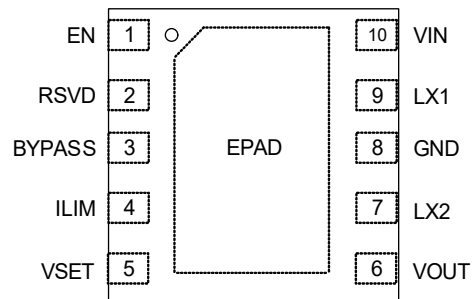 EN 1 10 VIN
RSVD 2 9 LX1
BYPASS 3 EPAD 8 GND
ILIM 4 7 LX2
VSET 5 6 VOUT